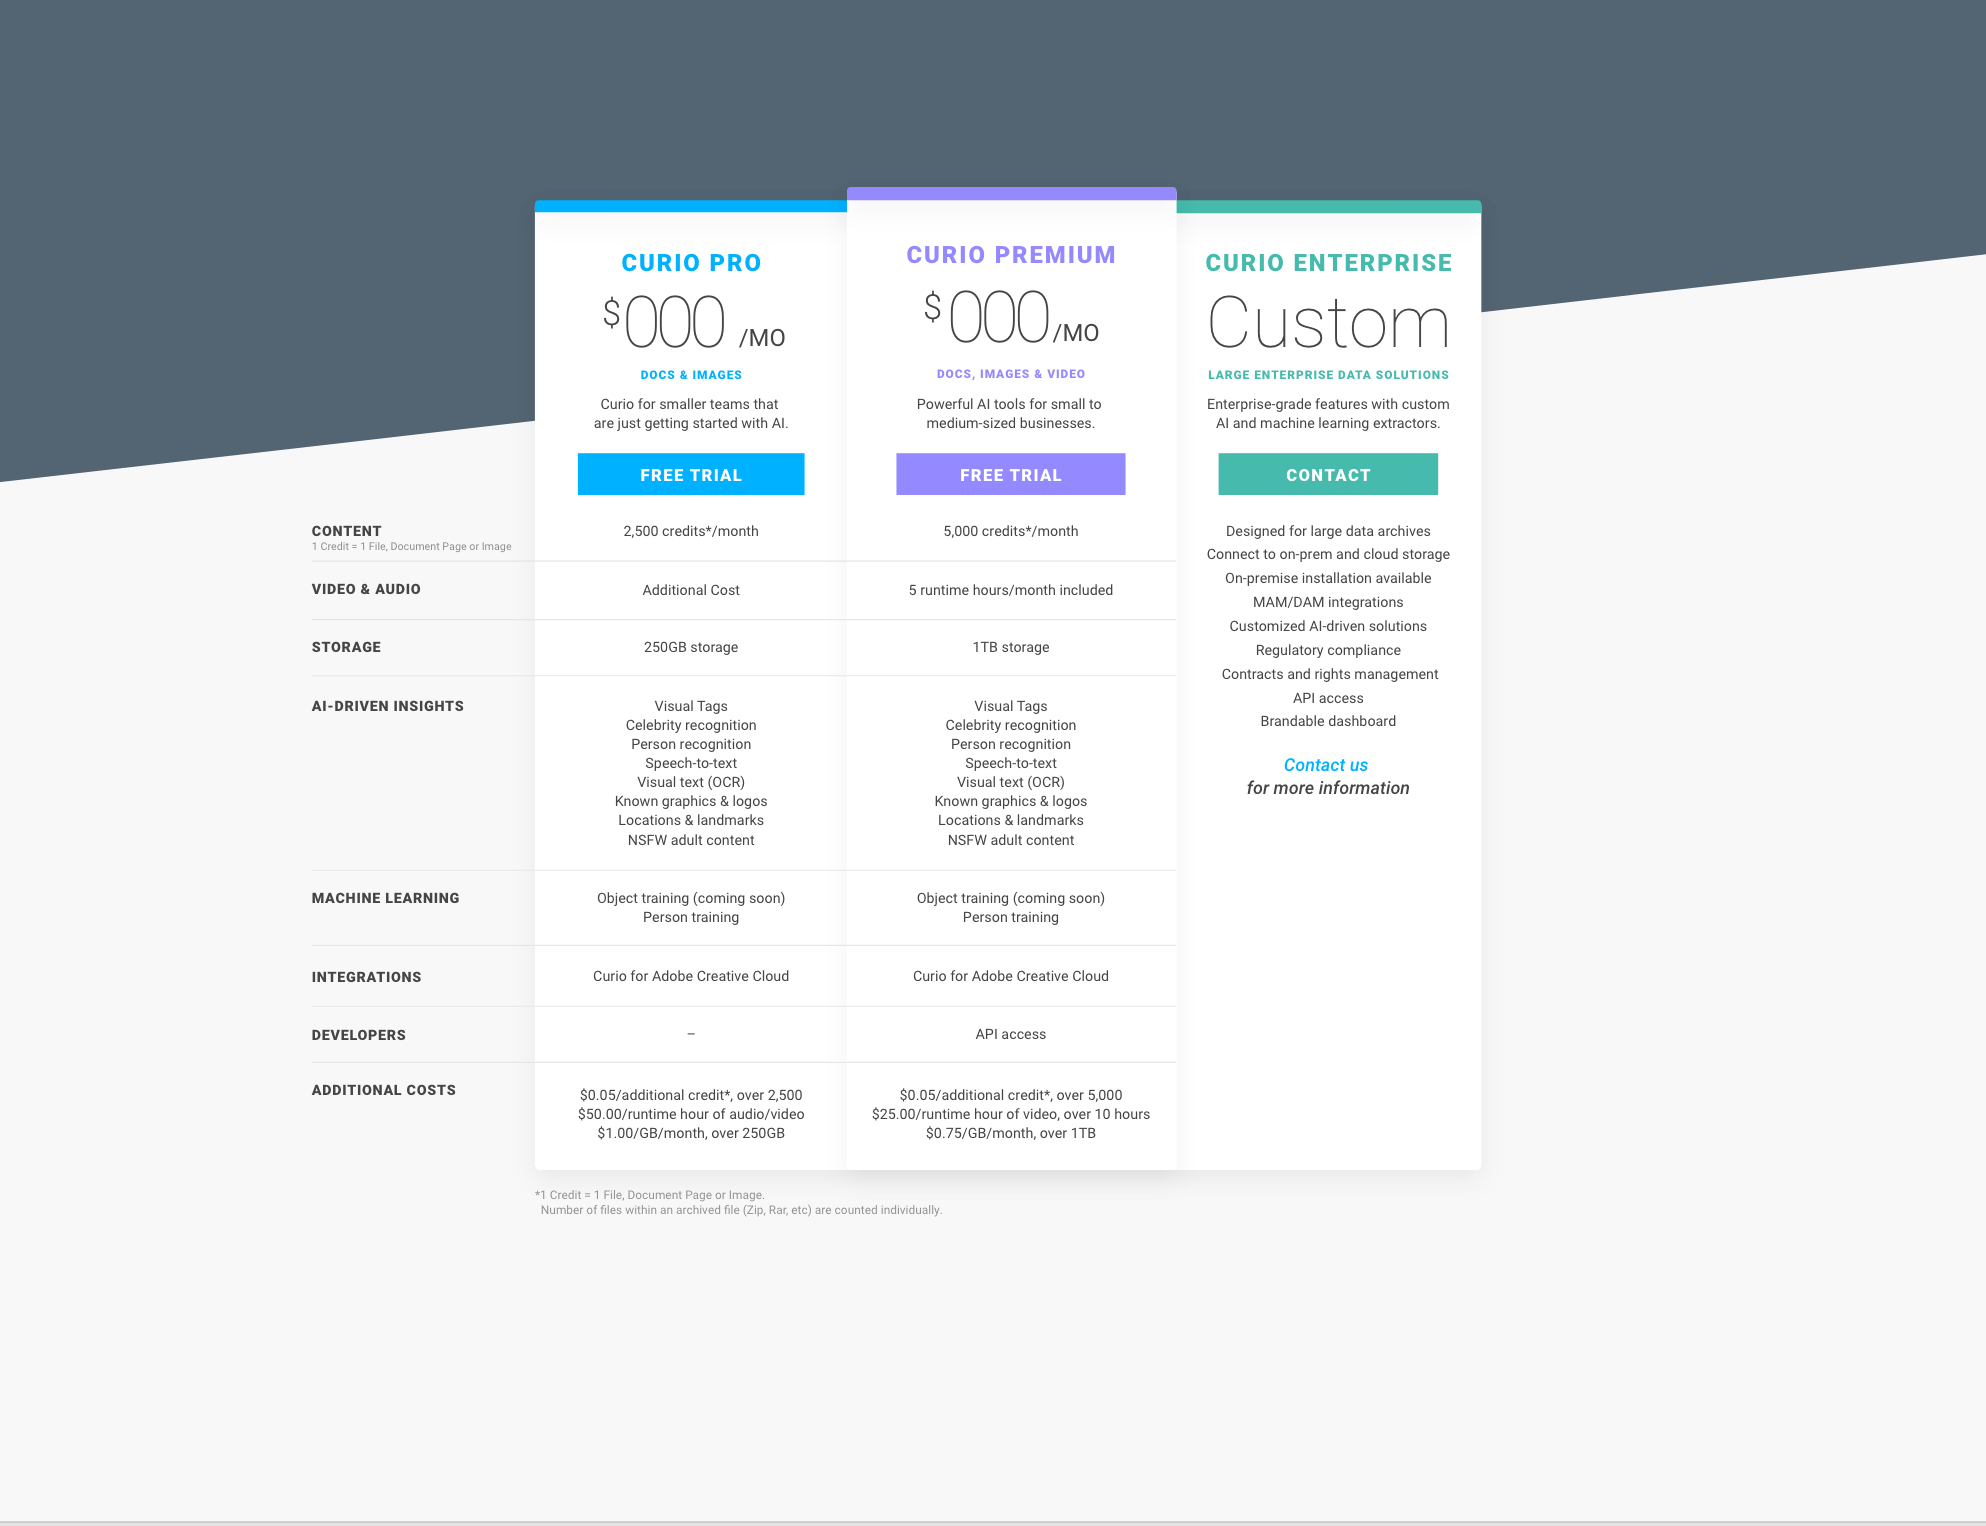 CURIO PRO
$000 /MO
DOCS & IMAGES
Curio for smaller teams that
are just getting started with AI.
FREE TRIAL
CURIO PREMIUM
$000/MO
DOCS, IMAGES & VIDEO
Powerful AI tools for small to
medium-sized businesses.
FREE TRIAL
CURIO ENTERPRISE
Custom
LARGE ENTERPRISE DATA SOLUTIONS
Enterprise-grade features with custom
AI and machine learning extractors.
CONTACT
CONTENT
1 Credit = 1 File, Document Page or Image
2,500 credits*/month
5,000 credits*/month
VIDEO & AUDIO
Additional Cost
5 runtime hours/month included
STORAGE
250GB storage
1TB storage
AI-DRIVEN INSIGHTS
Visual Tags
Celebrity recognition
Person recognition
Speech-to-text
Visual text (OCR)
Known graphics & logos
Locations & landmarks
NSFW adult content
Visual Tags
Celebrity recognition
Person recognition
Speech-to-text
Visual text (OCR)
Known graphics & logos
Locations & landmarks
NSFW adult content
MACHINE LEARNING
Object training (coming soon)
Person training
Object training (coming soon)
Person training
INTEGRATIONS
Curio for Adobe Creative Cloud
Curio for Adobe Creative Cloud
DEVELOPERS
–
API access
ADDITIONAL COSTS
$0.05/additional credit*, over 2,500
$50.00/runtime hour of audio/video
$1.00/GB/month, over 250GB
$0.05/additional credit*, over 5,000
$25.00/runtime hour of video, over 10 hours
$0.75/GB/month, over 1TB
Designed for large data archives
Connect to on-prem and cloud storage
On-premise installation available
MAM/DAM integrations
Customized AI-driven solutions
Regulatory compliance
Contracts and rights management
API access
Brandable dashboard
Contact us
for more information
*1 Credit = 1 File, Document Page or Image.
Number of files within an archived file (Zip, Rar, etc) are counted individually.